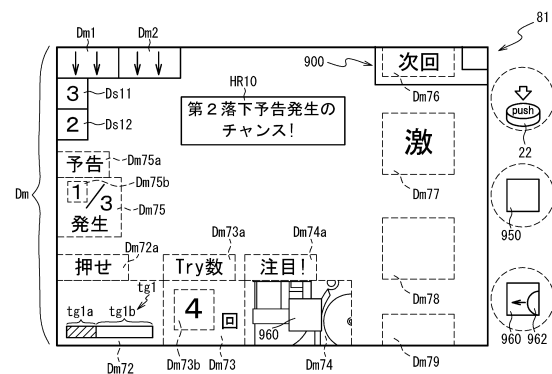 Dm1
Dm2
81
900
次回
HR10
3
Ds11
第2落下予告発生の
チャンス!
Dm76
push
2
Ds12
激
22
予告
Dm75a
Dm77
Dm
1/3
Dm75b
Dm75
発生
950
Dm72a
Dm73a
Dm74a
押せ
Try数
注目!
Dm78
tg1
tg1a
tg1b
4
回
960
960
962
Dm72
Dm73b
Dm73
Dm74
Dm79